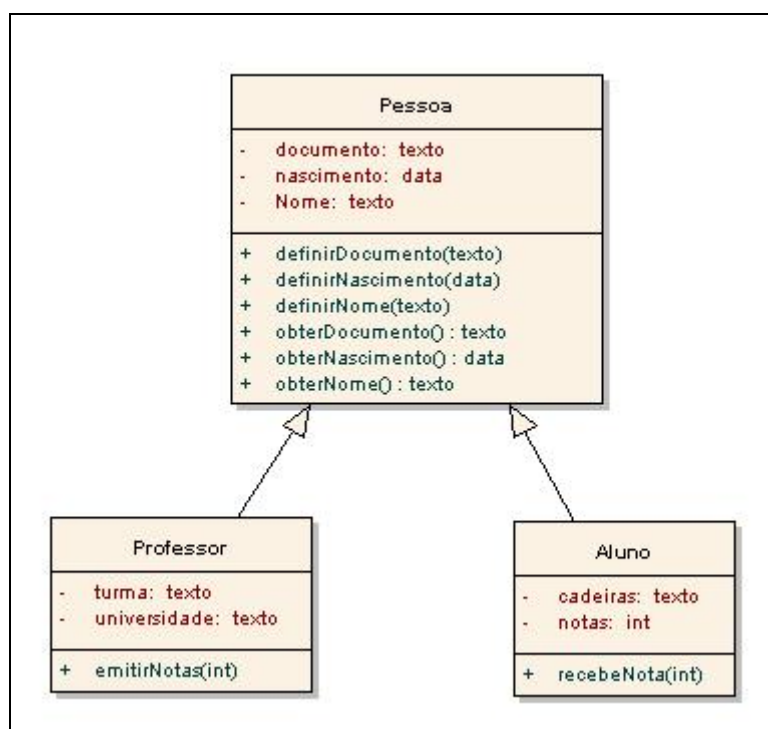 Pessoa
- documento: texto
- nascimento: data
- Nome: texto
+ definirDocumento(texto)
+ definirNascimento(data)
+ definirNome(texto)
+ obterDocumento() : texto
+ obterNascimento() : data
+ obterNome() : texto
Professor
- turma: texto
- universidade: texto
+ emitirNotas(int)
Aluno
- cadeiras: texto
- notas: int
+ recebeNota(int)